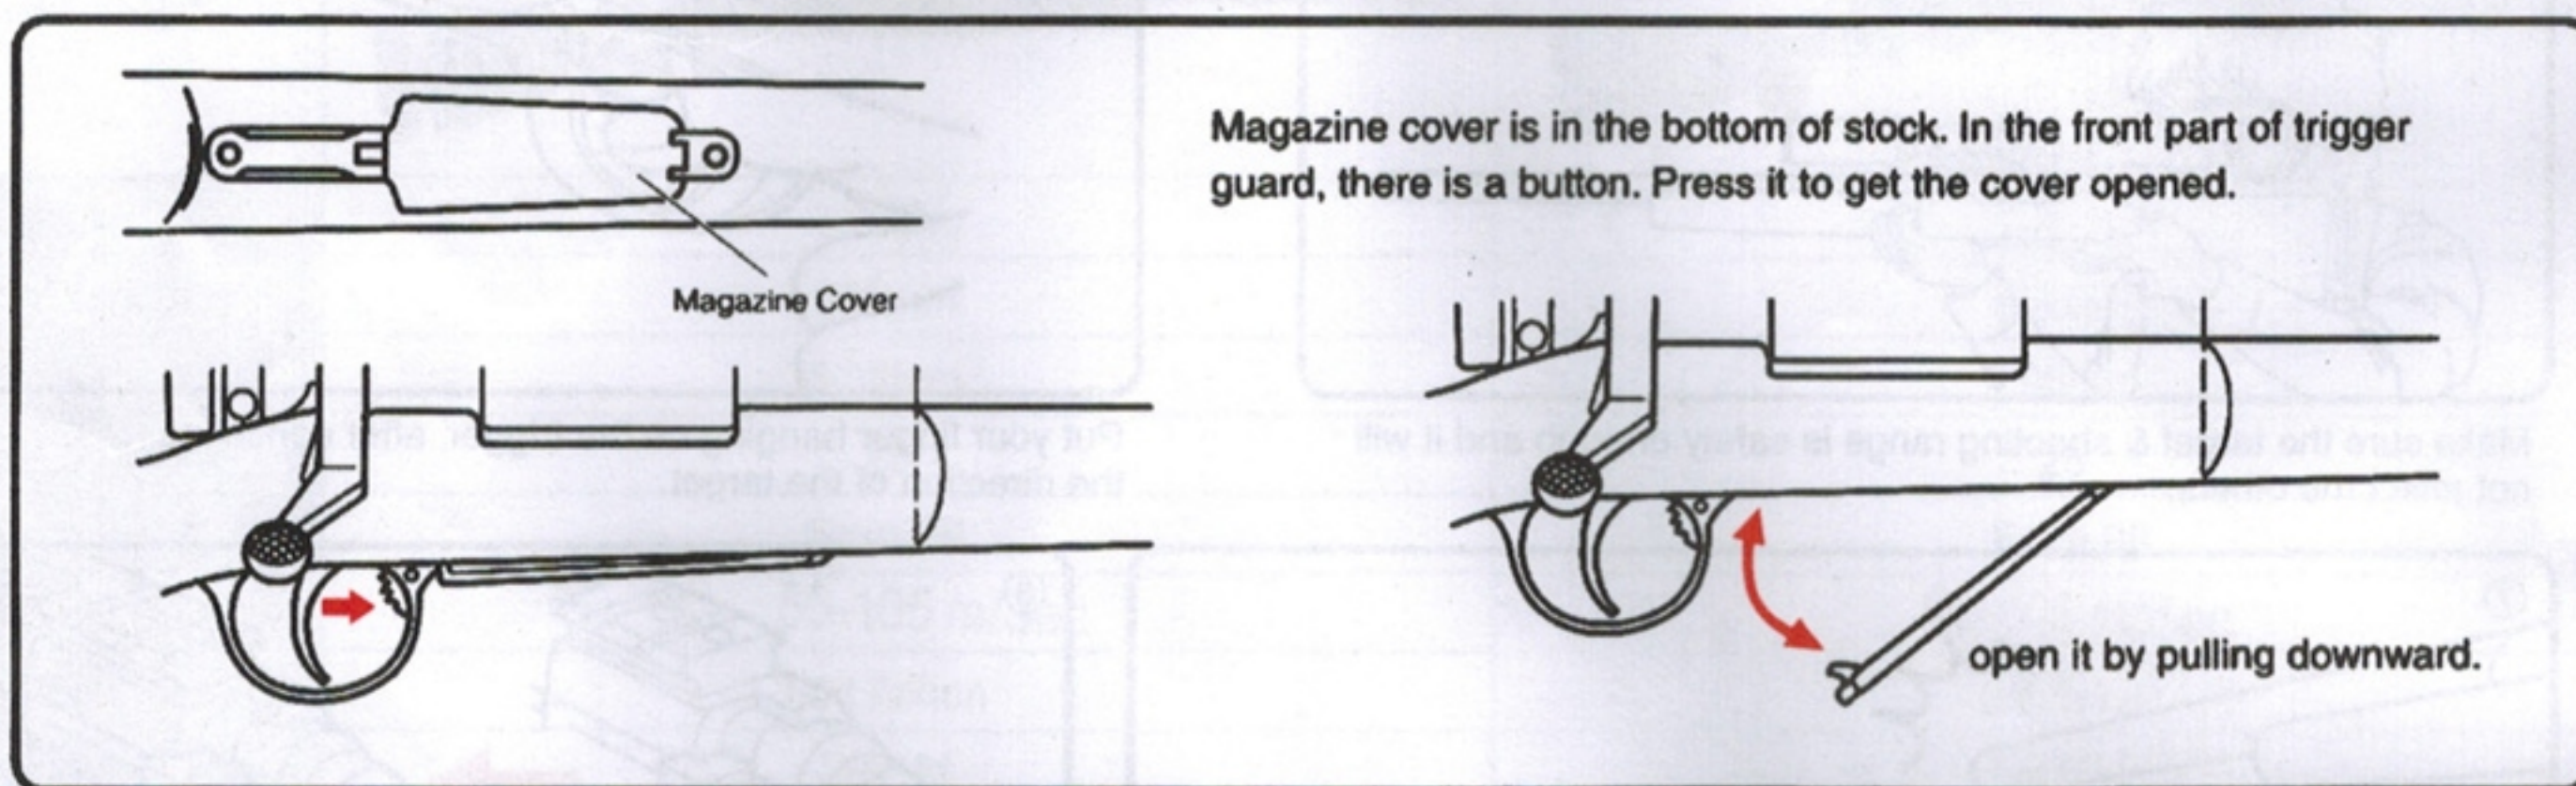 Magazine cover is in the bottom of stock. In the front part of trigger
guard, there is a button. Press it to get the cover opened.
Magazine Cover
open it by pulling downward.